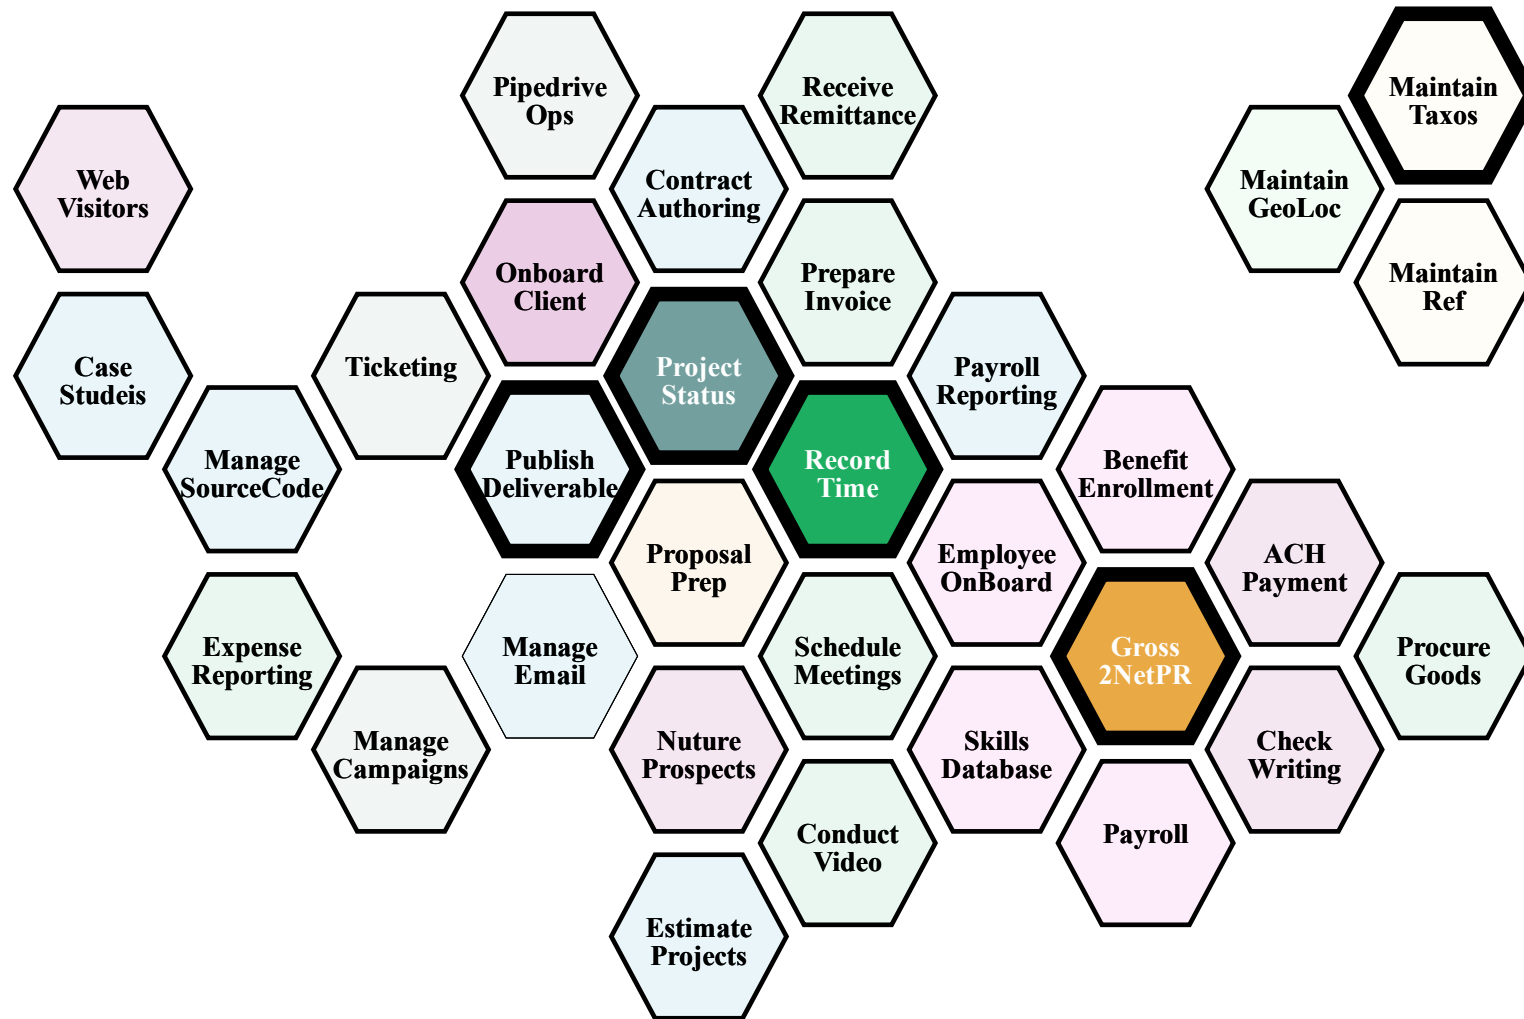 Pipedrive
Ops
Receive
Remittance
Maintain
Taxos
Web
Visitors
Contract
Authoring
Maintain
GeoLoc
Onboard
Client
Prepare
Invoice
Maintain
Ref
Case
Studeis
Ticketing
Project
Status
Payroll
Reporting
Manage
SourceCode
Publish
Deliverable
Record
Time
Benefit
Enrollment
Proposal
Prep
Employee
OnBoard
ACH
Payment
Expense
Reporting
Manage
Email
Schedule
Meetings
Gross
2NetPR
Procure
Goods
Manage
Campaigns
Nuture
Prospects
Skills
Database
Check
Writing
Conduct
Video
Payroll
Estimate
Projects